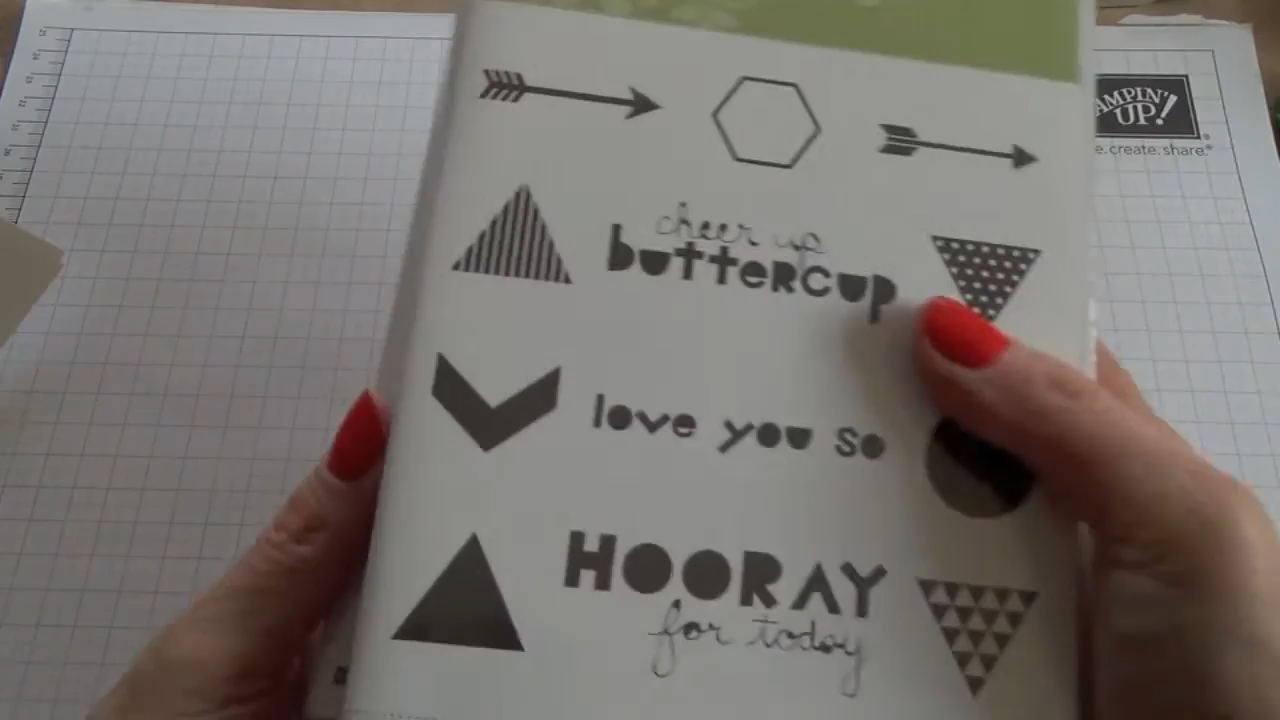 AMPIN'
UP!
e.create.share.
cheer up
buttercup
love you so
HOORAY
for today